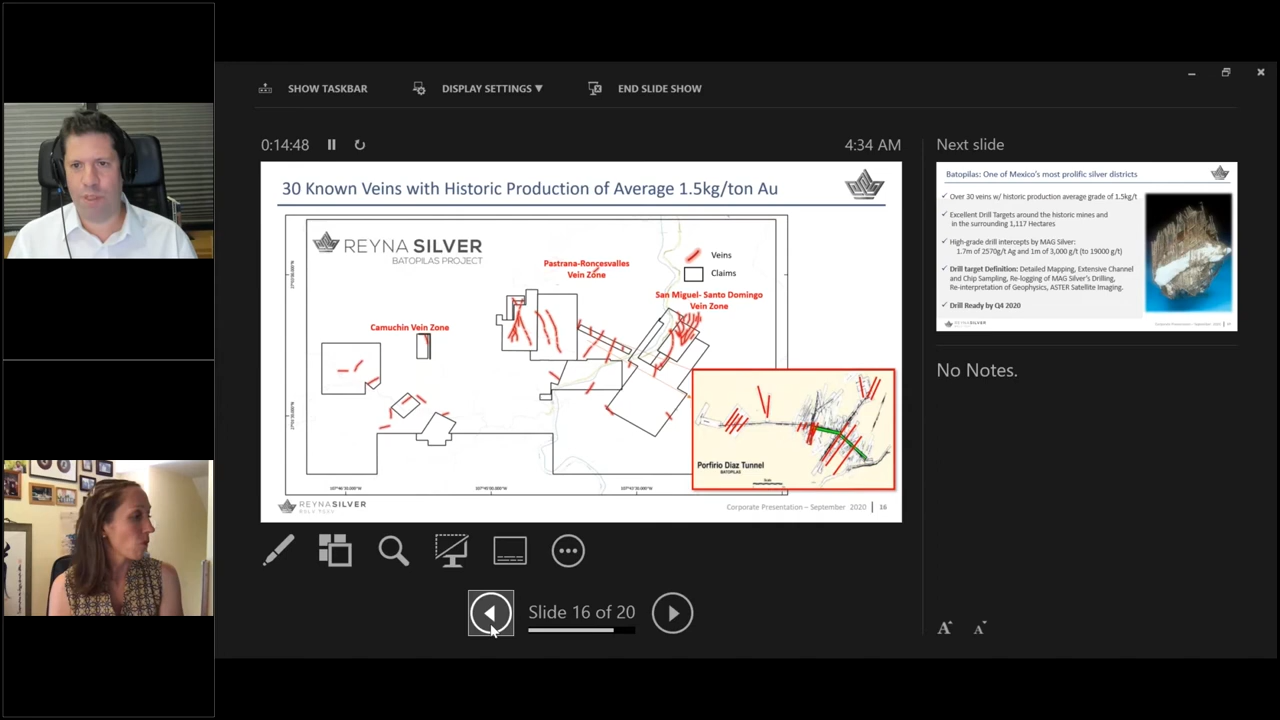 SHOW TASKBAR
DISPLAY SETTINGS ▼
END SLIDE SHOW
0:14:48
4:34 AM
30 Known Veins with Historic Production of Average 1.5kg/ton Au
REYNA SILVER
BATOPILAS PROJECT
Pastrana-Roncesvalles
Vein Zone
Veins
Claims
San Miguel- Santo Domingo
Vein Zone
Camuchin Vein Zone
Porfirio Diaz Tunnel
BATOPILAS
REYNASILVER
Corporate Presentation – September 2020 | 16
Slide 16 of 20
Next slide
Batopilas: One of Mexico's most prolific silver districts
✓ Over 30 veins w/ historic production average grade of 1.5kg/t
✓ Excellent Drill Targets around the historic mines and
in the surrounding 1,117 Hectares
✓ High-grade drill intercepts by MAG Silver:
1.7m of 2570g/t Ag and 1m of 3,000 g/t (to 19000 g/t)
✓ Drill target Definition: Detailed Mapping, Extensive Channel
and Chip Sampling, Re-logging of MAG Silver's Drilling,
Re-interpretation of Geophysics, ASTER Satellite Imaging.
✓ Drill Ready by Q4 2020
REYNASILVER
No Notes.
A A